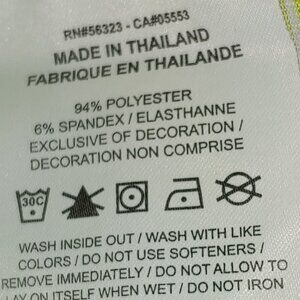 RN#56323 - CA#05553
MADE IN THAILAND
FABRIQUE EN THAILANDE
94% POLYESTER
6% SPANDEX / ELASTHANNE
EXCLUSIVE OF DECORATION /
DECORATION NON COMPRISE
30C
WASH INSIDE OUT / WASH WITH LIKE
COLORS / DO NOT USE SOFTENERS /
REMOVE IMMEDIATELY / DO NOT ALLOW TO
LAY ON ITSELF WHEN WET / DO NOT IRON